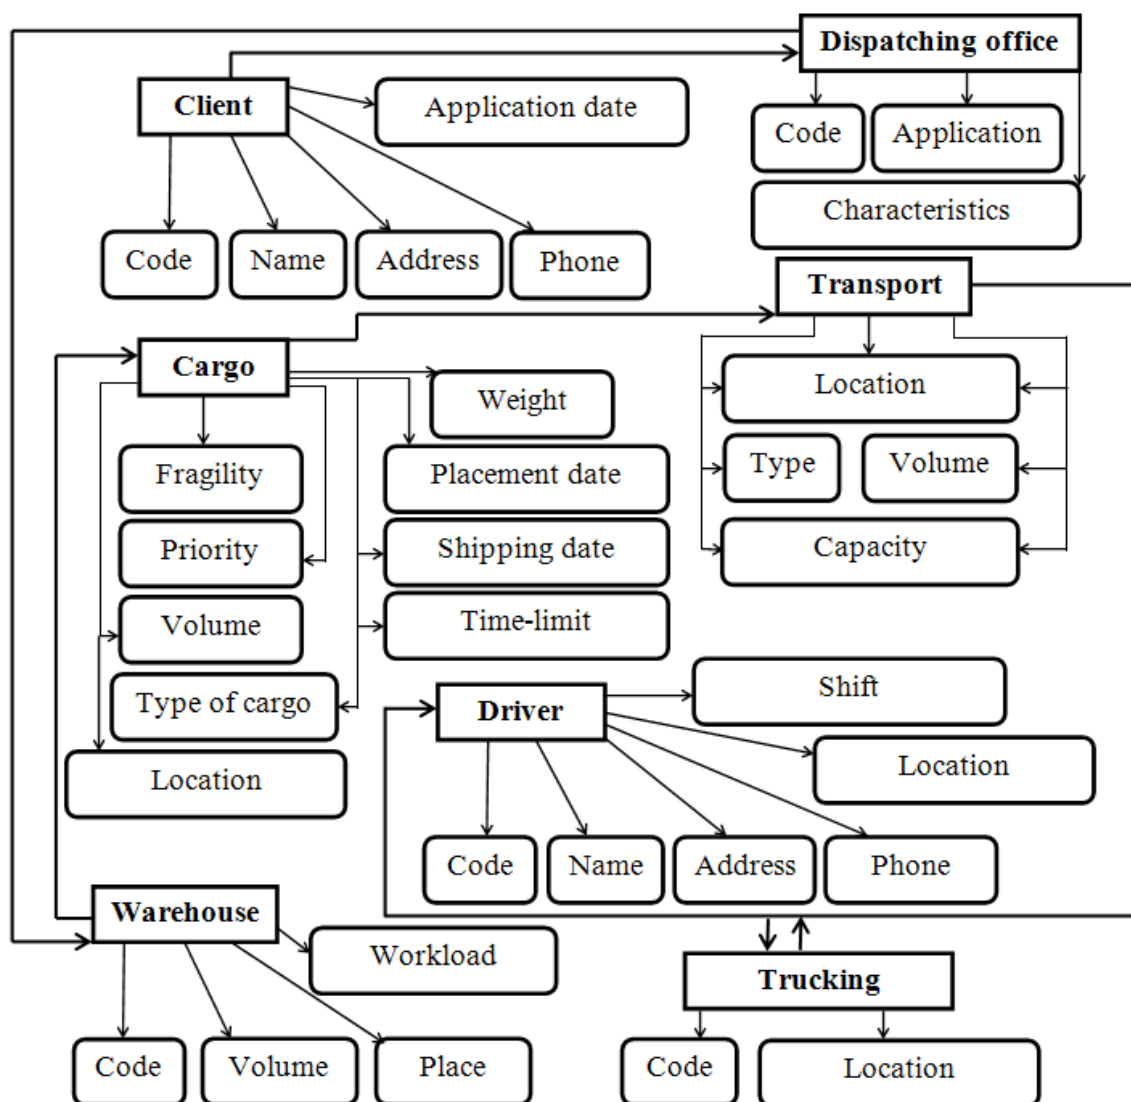 Dispatching office
Client
Application date
Code
Application
Characteristics
Code
Name
Address
Phone
Transport
Cargo
Location
Weight
Type
Volume
Fragility
Placement date
Capacity
Priority
Shipping date
Volume
Time-limit
Type of cargo
Shift
Driver
Location
Location
Code
Name
Address
Phone
Warehouse
Workload
Trucking
Code
Volume
Place
Code
Location